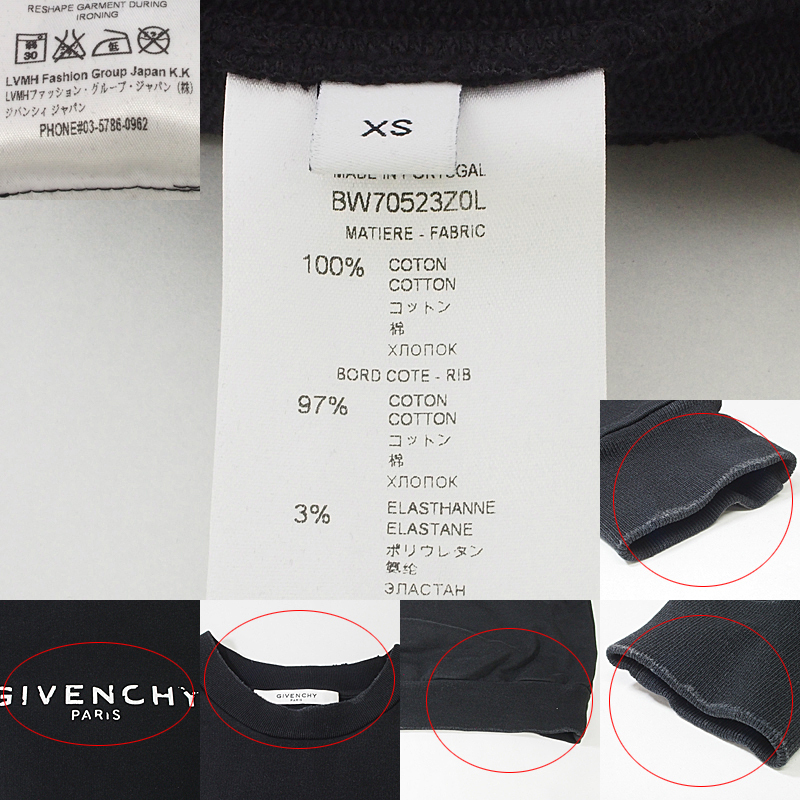 RESHAPE GARMENT DURING
IRONING
弱
30
低
LVMH Fashion Group Japan K.K
LVMHファッション・グループ・ジャパン (株)
ジバンシィ ジャパン
PHONE#03-5786-0962
XS
MADE IN PORTUGAL
BW70523Z0L
MATIERE - FABRIC
100% COTON
COTTON
コットン
棉
ХЛОПОК
BORD COTE - RIB
97% COTON
COTTON
コットン
棉
ХЛОПОК
3% ELASTHANNE
ELASTANE
ポリウレタン
氨纶
ЭЛАСТАН
GIVENCHY
PARIS
GIVENCHY
PARIS